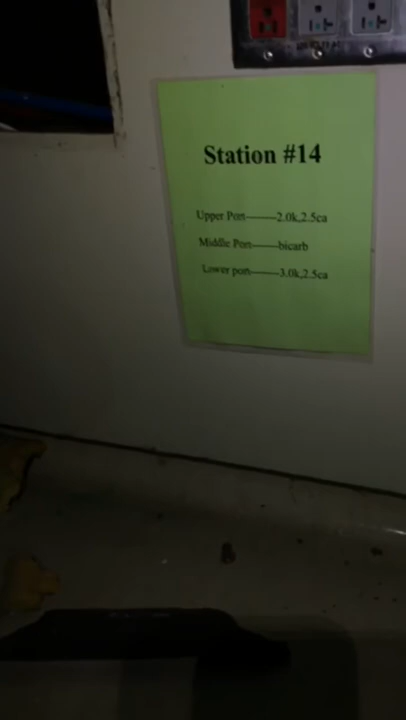 Station #14
Upper Port-------2.0k,2.5ca
Middle Port------bicarb
Lower port-------3.0k,2.5ca